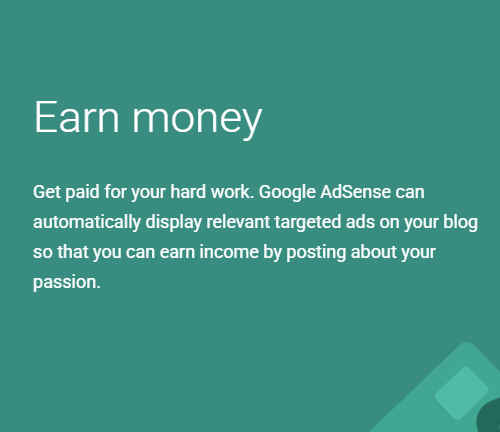 Earn money
Get paid for your hard work. Google AdSense can
automatically display relevant targeted ads on your blog
so that you can earn income by posting about your
passion.